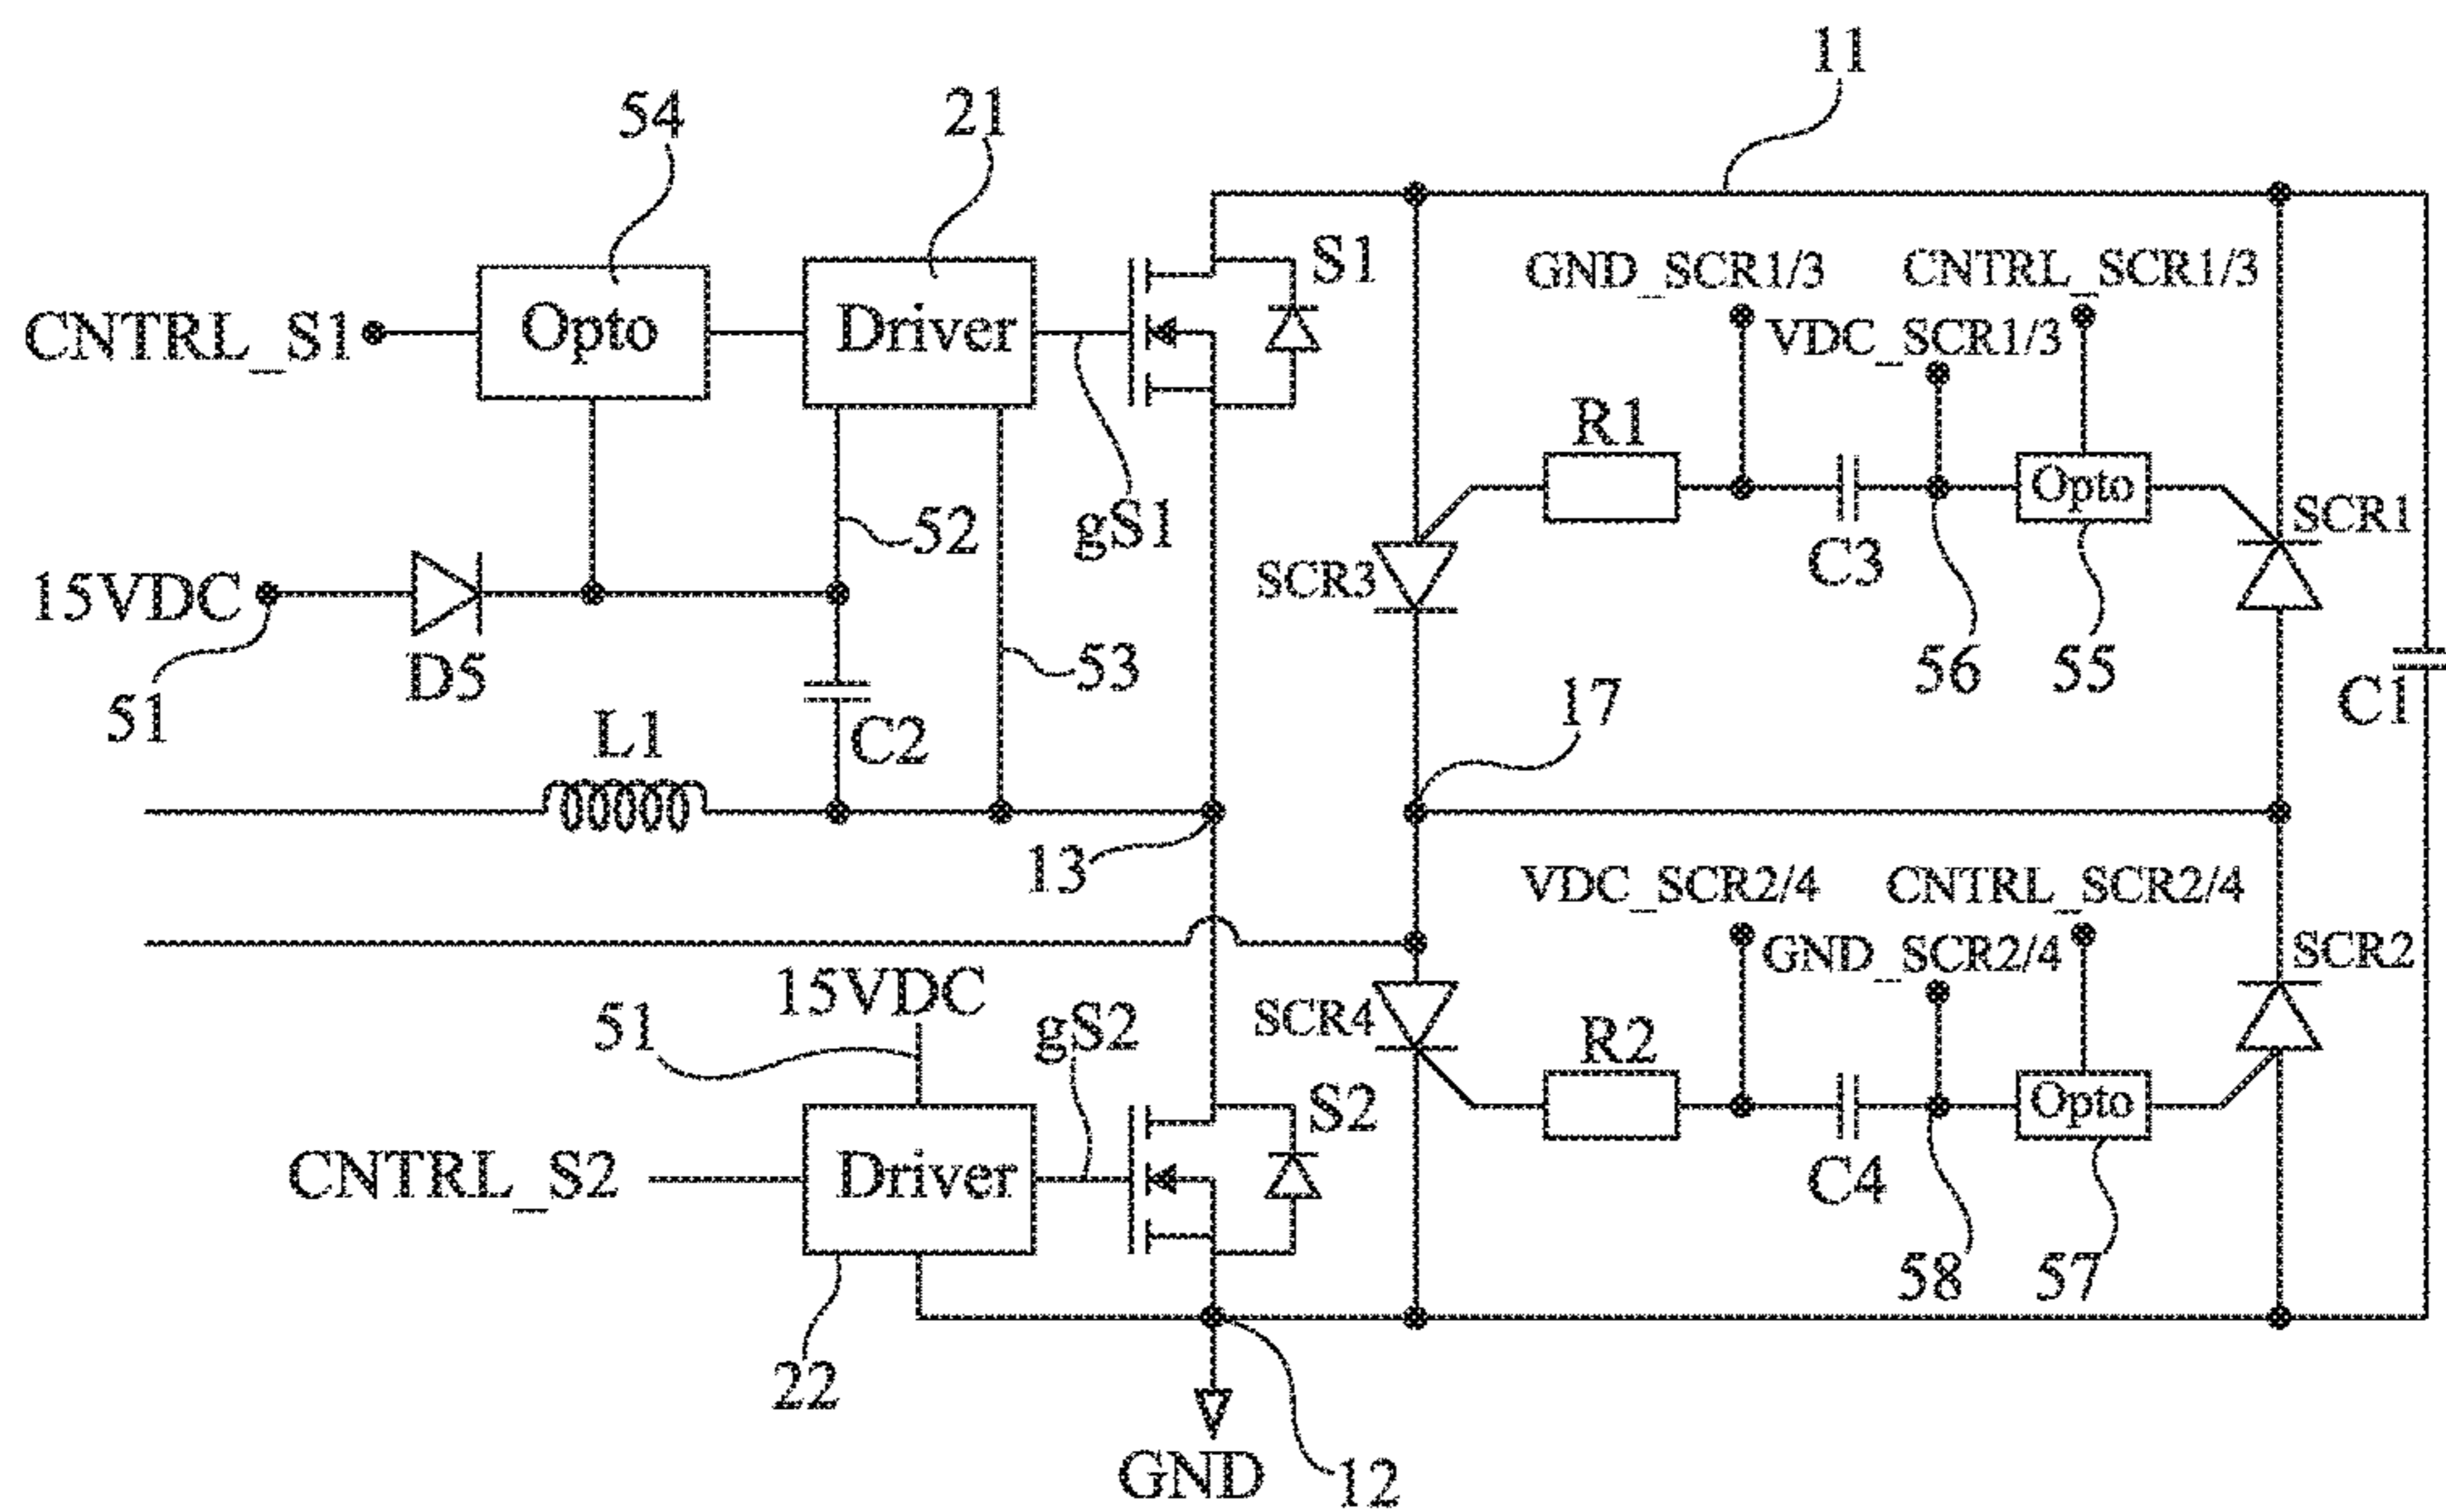 11
54
21
S1
GND_SCR1/3
CNTRL_SCR1/3
CNTRL_S1
Opto
Driver
VDC_SCR1/3
R1
Opto
SCR1
52
gS1
C3
SCR3
15VDC
D5
53
56
55
51
L1
C2
17
C1
13
VDC_SCR2/4
CNTRL_SCR2/4
GND_SCR2/4
SCR2
15VDC
51
gS2
SCR4
R2
S2
Opto
CNTRL_S2
Driver
C4
22
58
57
GND
12